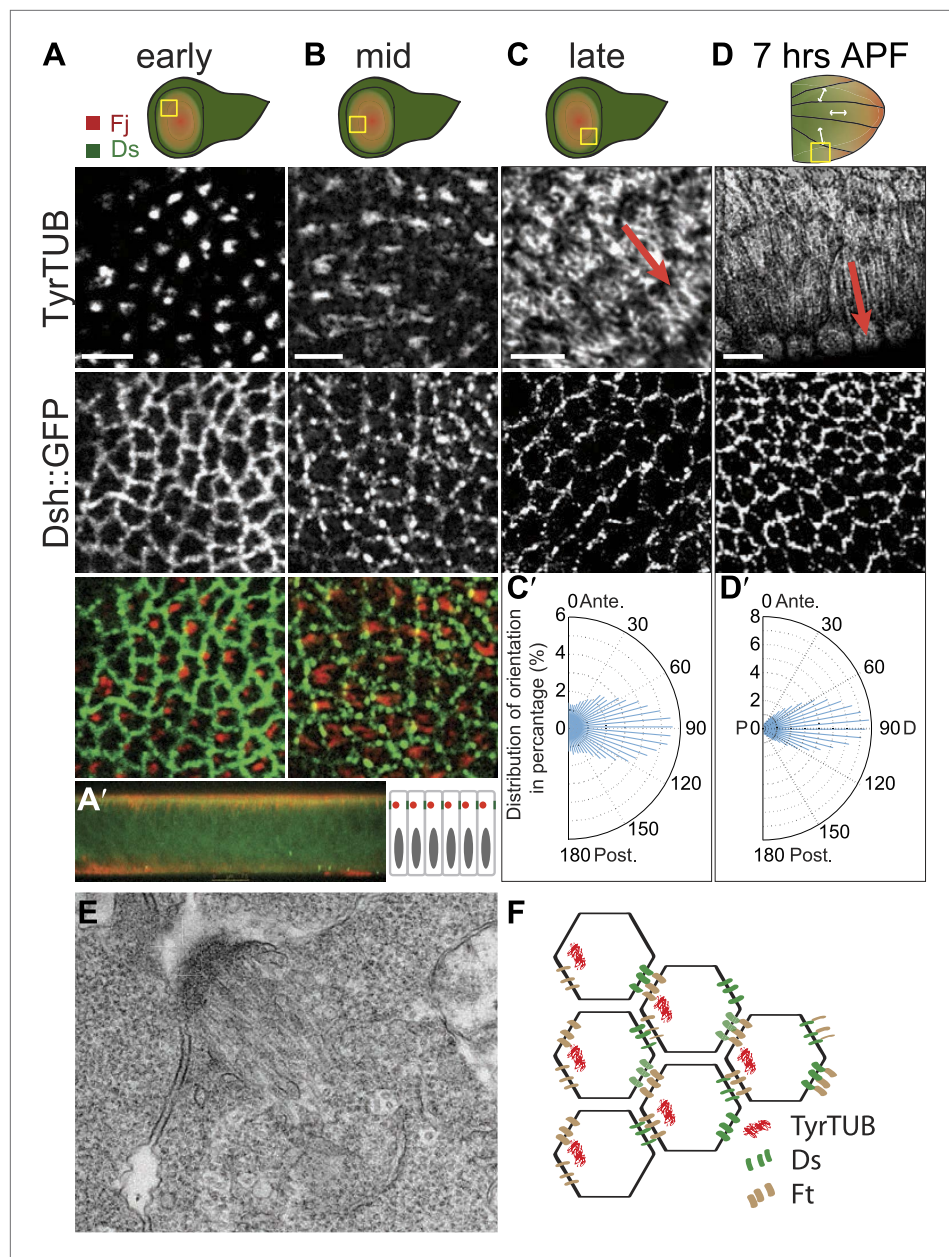 A early
B mid
C late
D 7 hrs APF
Fj
Ds
TyrTUB
Dsh::GFP
A′
C′
0 Ante.
6
4
2
0
30
60
90
120
150
180 Post.
Distribution of orientation
in percentage (%)
D′
0 Ante.
8
6
4
2
P 0
30
60
90 D
120
150
180 Post.
E
F
TyrTUB
Ds
Ft